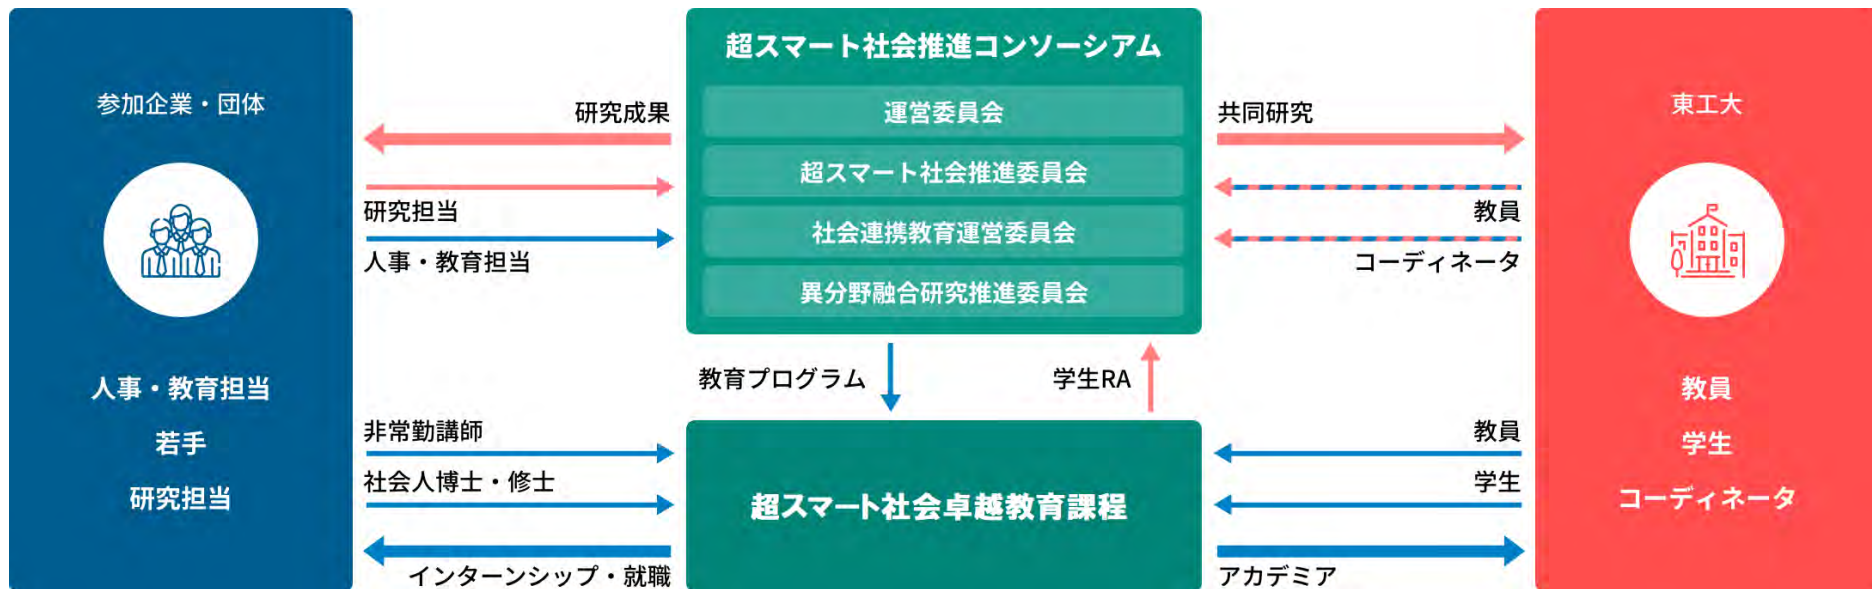 参加企業・団体
人事・教育担当
若手
研究担当
研究成果
研究担当
人事・教育担当
非常勤講師
社会人博士・修士
インターンシップ・就職
超スマート社会推進コンソーシアム
運営委員会
超スマート社会推進委員会
社会連携教育運営委員会
異分野融合研究推進委員会
教育プログラム
学生RA
超スマート社会卓越教育課程
共同研究
教員
コーディネータ
教員
学生
アカデミア
東工大
教員
学生
コーディネータ